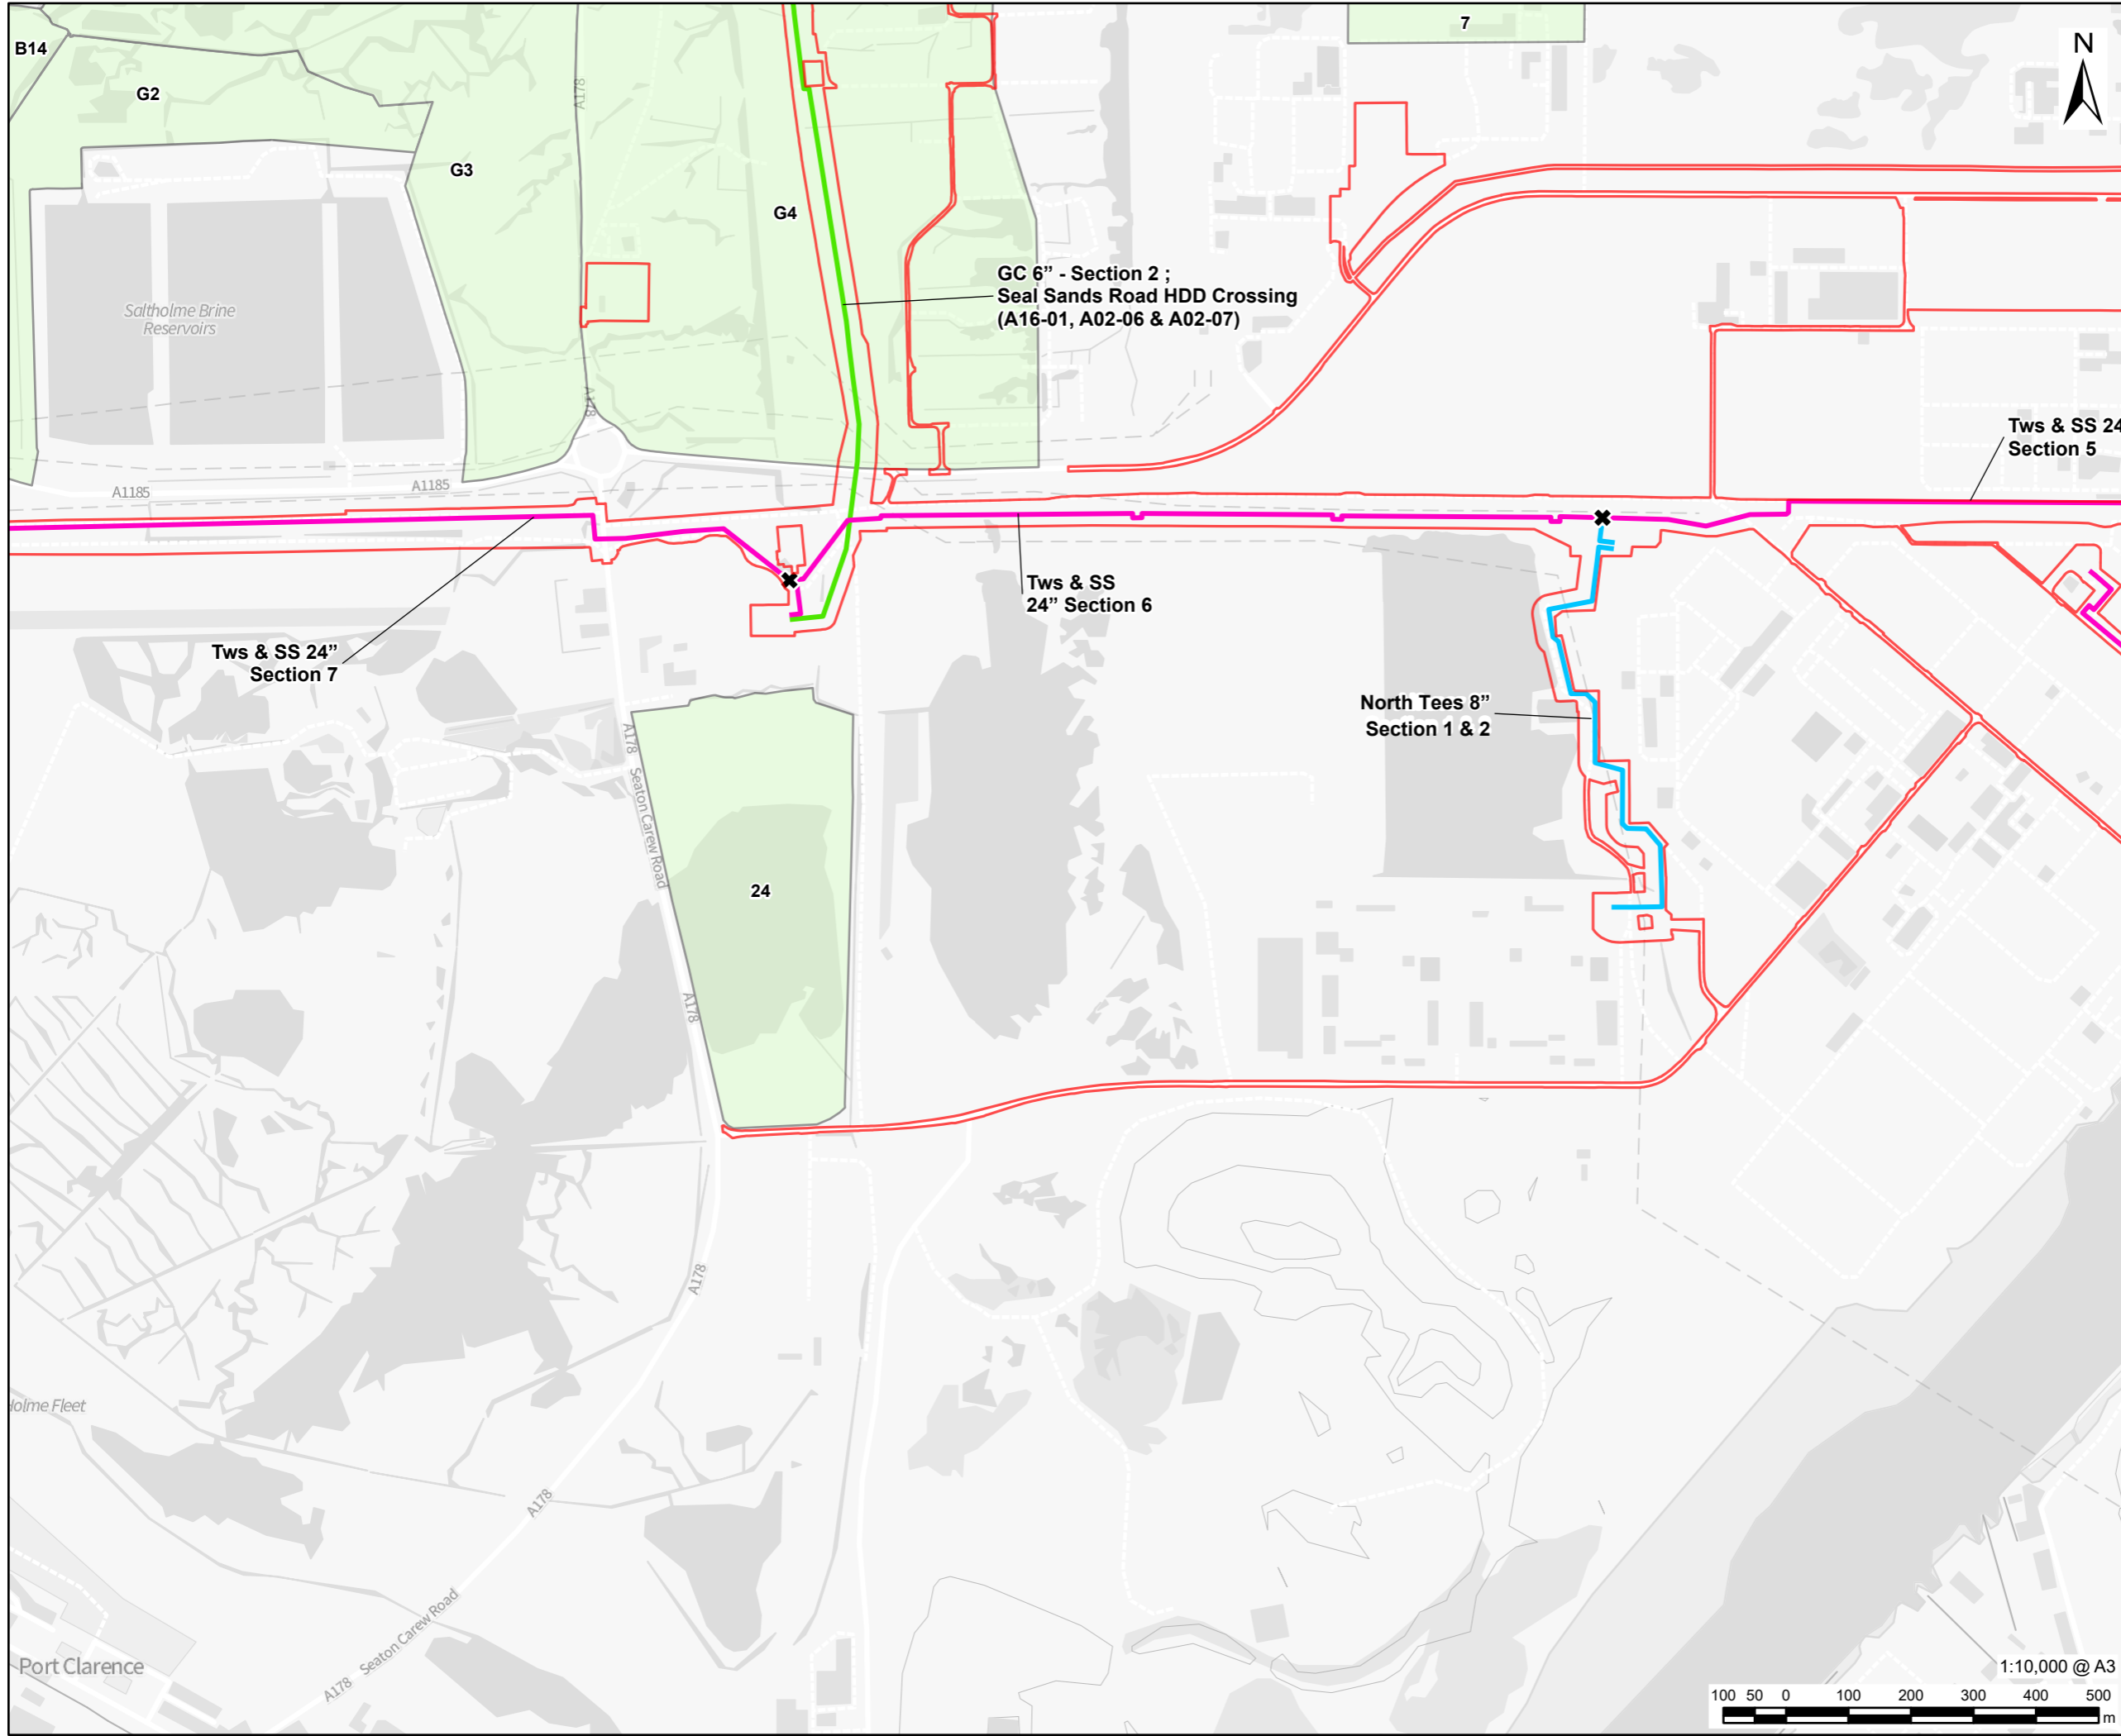 7
B14
N
G2
A178
G3
G4
GC 6” - Section 2 ;
Seal Sands Road HDD Crossing
(A16-01, A02-06 & A02-07)
Saltholme Brine
Reservoirs
A178
Tws & SS 24
Section 5
A1185
A1185
Tws & SS
24” Section 6
Tws & SS 24”
Section 7
North Tees 8”
Section 1 & 2
A178
Seaton Carew Road
24
A178
A178
olme Fleet
A178
Seaton Carew Road
A178
Port Clarence
1:10,000 @ A3
100 50 0 100 200 300 400 500
m